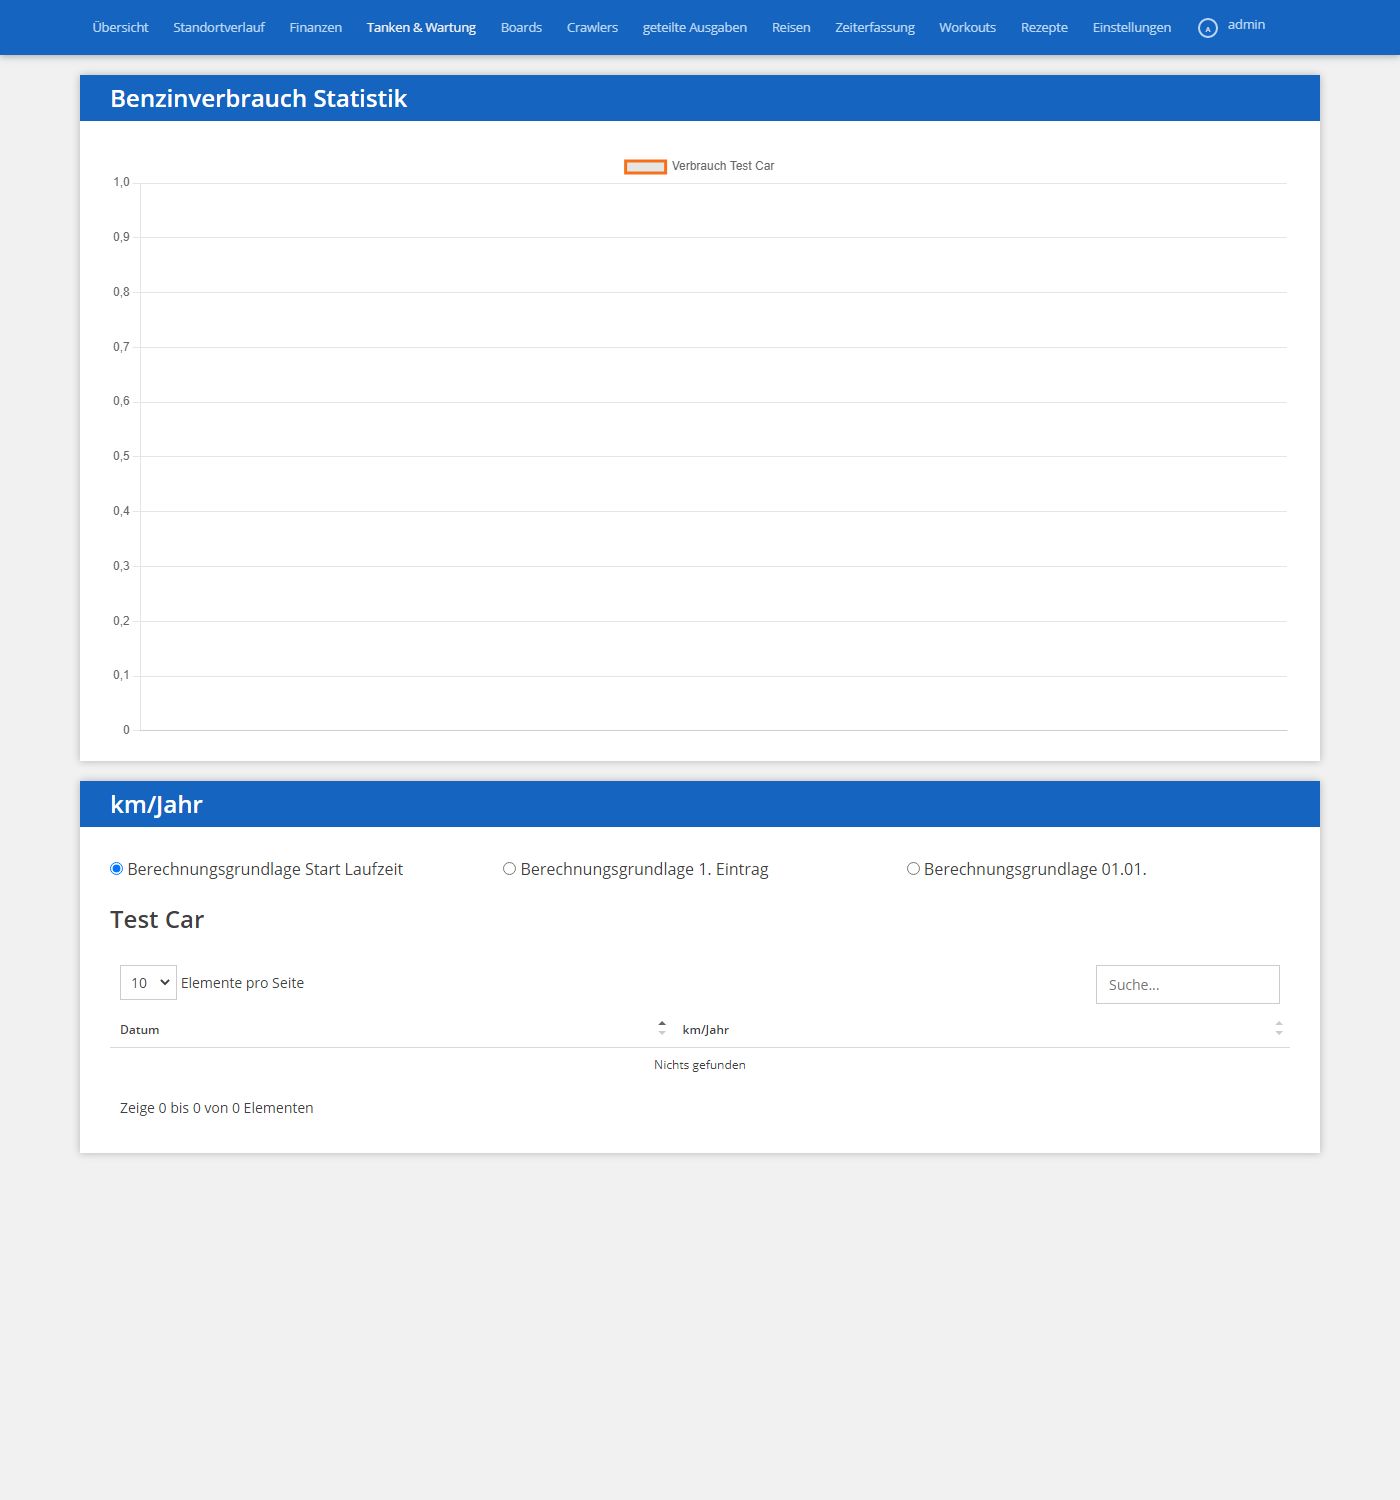 Übersicht Standortverlauf Finanzen Tanken & Wartung Boards Crawlers geteilte Ausgaben Reisen Zeiterfassung Workouts Rezepte Einstellungen A admin
Benzinverbrauch Statistik
Verbrauch Test Car
1,0
0,9
0,8
0,7
0,6
0,5
0,4
0,3
0,2
0,1
0
km/Jahr
Berechnungsgrundlage Start Laufzeit Berechnungsgrundlage 1. Eintrag Berechnungsgrundlage 01.01.
Test Car
10 Elemente pro Seite Suche...
Datum km/Jahr
Nichts gefunden
Zeige 0 bis 0 von 0 Elementen